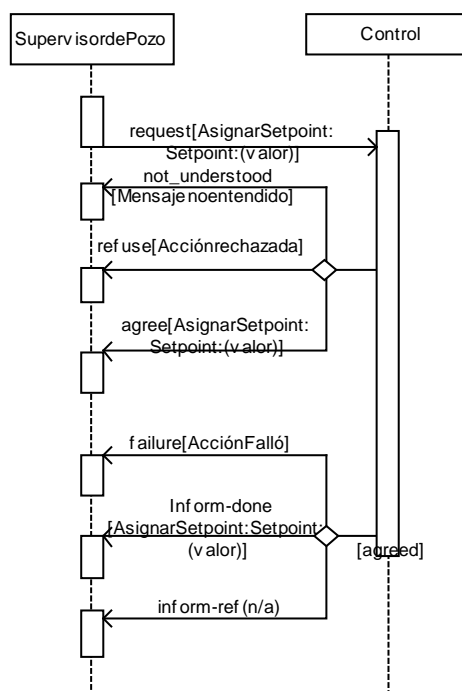 SupervisordePozo
Control
request[AsignarSetpoint:
Setpoint:(valor)]
not_understood
[Mensajenoentendido]
refuse[Acciónrechazada]
agree[AsignarSetpoint:
Setpoint:(valor)]
failure[AcciónFalló]
Inform-done
[AsignarSetpoint:Setpoint:
(valor)]
[agreed]
inform-ref(n/a)